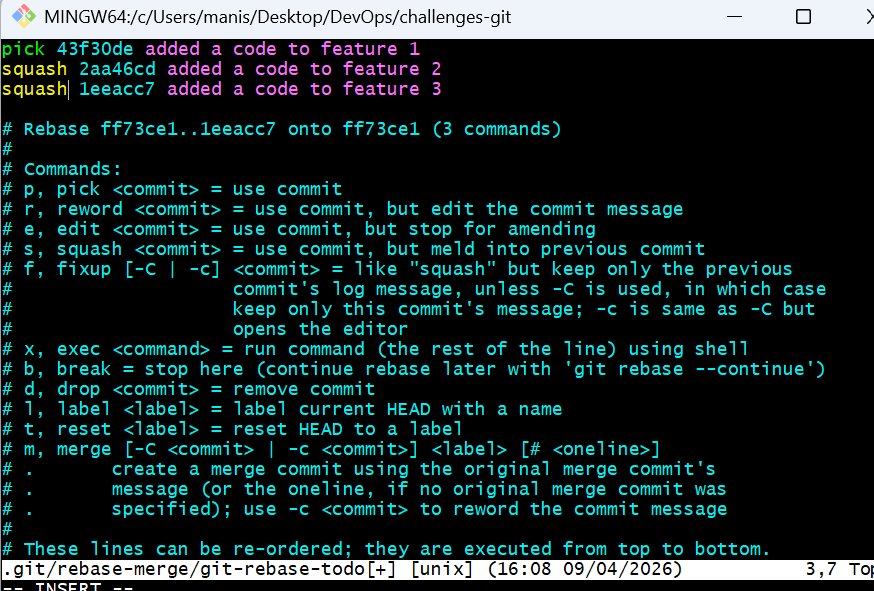 MINGW64:/c/Users/manis/Desktop/DevOps/challenges-git
pick 43f30de added a code to feature 1
squash 2aa46cd added a code to feature 2
squash 1eeacc7 added a code to feature 3
# Rebase ff73ce1..1eeacc7 onto ff73ce1 (3 commands)
#
# Commands:
# p, pick <commit> = use commit
# r, reword <commit> = use commit, but edit the commit message
# e, edit <commit> = use commit, but stop for amending
# s, squash <commit> = use commit, but meld into previous commit
# f, fixup [-C | -c] <commit> = like "squash" but keep only the previous
#                    commit's log message, unless -C is used, in which case
#                    keep only this commit's message; -c is same as -C but
#                    opens the editor
# x, exec <command> = run command (the rest of the line) using shell
# b, break = stop here (continue rebase later with 'git rebase --continue')
# d, drop <commit> = remove commit
# l, label <label> = label current HEAD with a name
# t, reset <label> = reset HEAD to a label
# m, merge [-C <commit> | -c <commit>] <label> [# <oneline>]
# .       create a merge commit using the original merge commit's
# .       message (or the oneline, if no original merge commit was
# .       specified); use -c <commit> to reword the commit message
#
# These lines can be re-ordered; they are executed from top to bottom.
.git/rebase-merge/git-rebase-todo[+] [unix] (16:08 09/04/2026) 3,7 Top
-- INSERT --